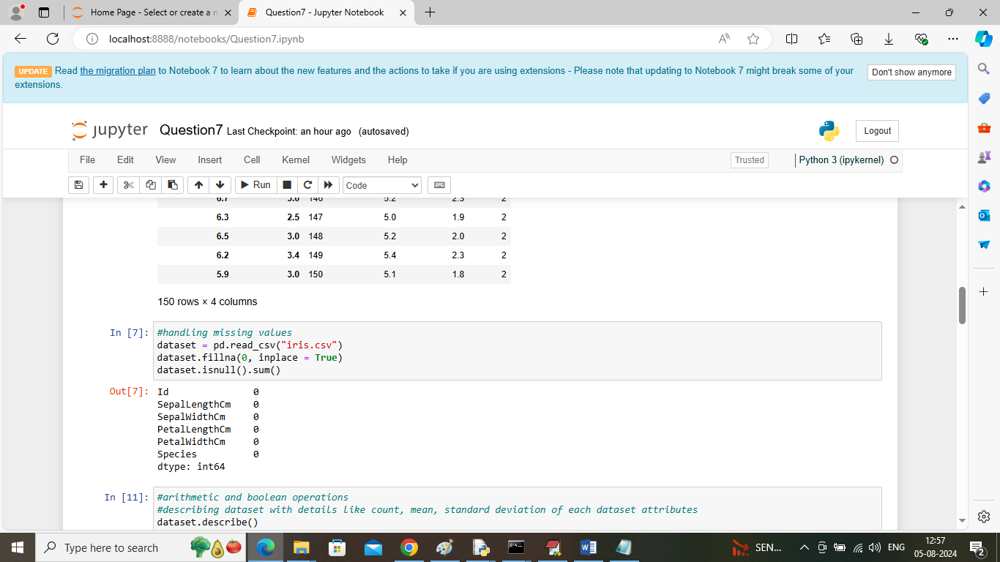 Home Page - Select or create a n
Question7 - Jupyter Notebook
localhost:8888/notebooks/Question7.ipynb
UPDATE Read the migration plan to Notebook 7 to learn about the new features and the actions to take if you are using extensions - Please note that updating to Notebook 7 might break some of your
extensions.
Don't show anymore
jupyter Question7 Last Checkpoint: an hour ago (autosaved)
Logout
File Edit View Insert Cell Kernel Widgets Help
Trusted
Python 3 (ipykernel)
Run
Code
6.7 3.0 146 5.2 2.3 2
6.3 2.5 147 5.0 1.9 2
6.5 3.0 148 5.2 2.0 2
6.2 3.4 149 5.4 2.3 2
5.9 3.0 150 5.1 1.8 2
150 rows × 4 columns
In [7]: #handling missing values
dataset = pd.read_csv("iris.csv")
dataset.fillna(0, inplace = True)
dataset.isnull().sum()
Out[7]: Id 0
SepalLengthCm 0
SepalWidthCm 0
PetalLengthCm 0
PetalWidthCm 0
Species 0
dtype: int64
In [11]: #arithmetic and boolean operations
#describing dataset with details like count, mean, standard deviation of each dataset attributes
dataset.describe()
Type here to search
SEN...
ENG
12:57
05-08-2024
2